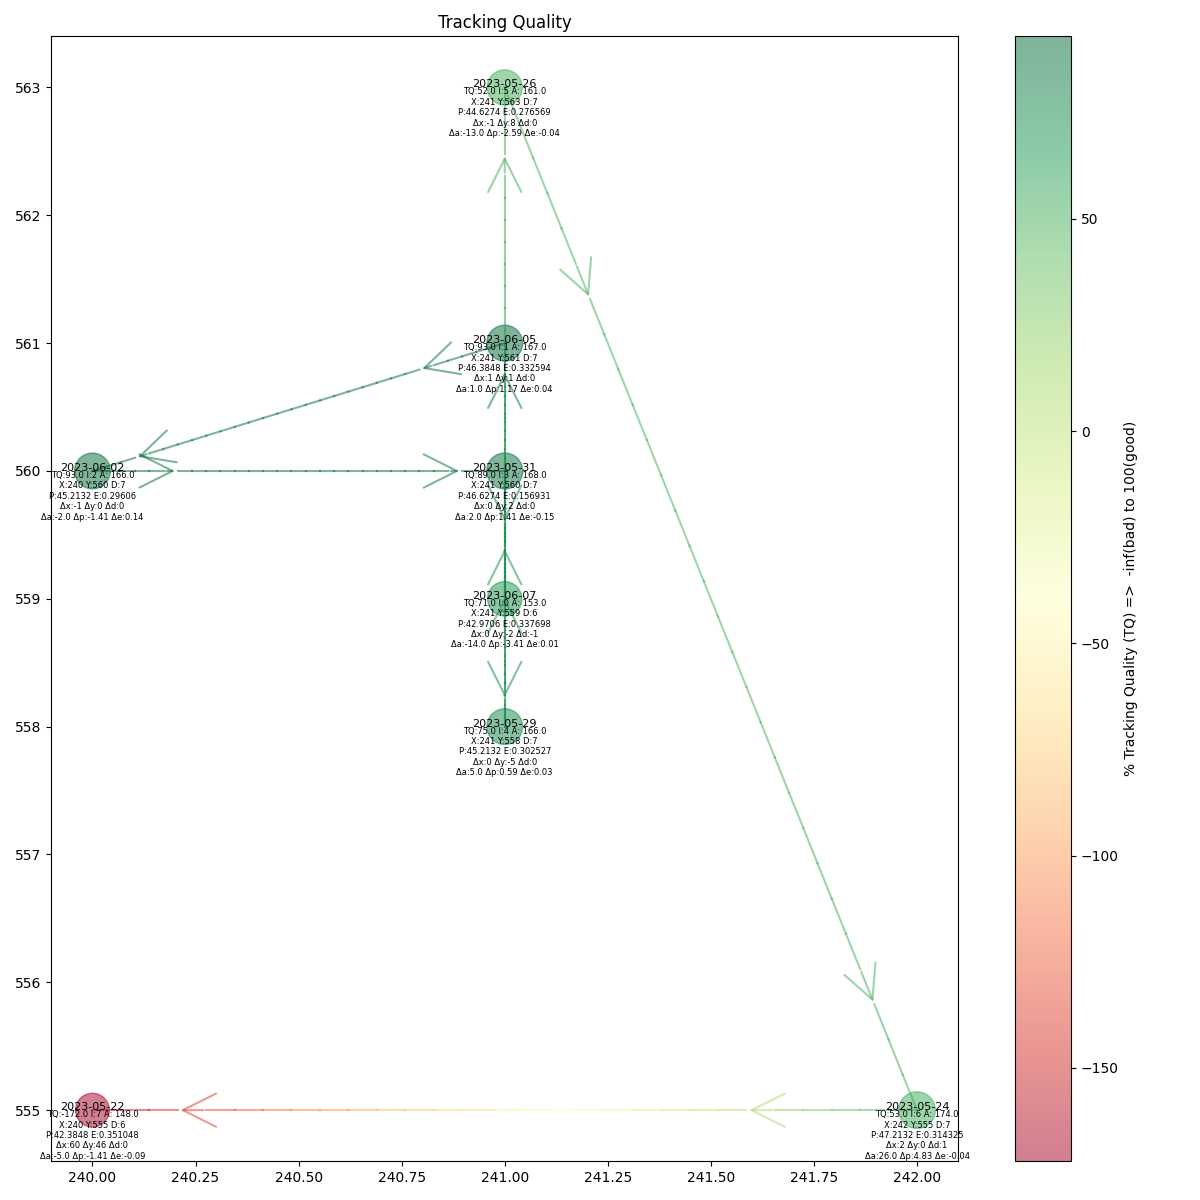 Tracking Quality
563
562
561
560
559
558
557
556
555
2023-05-26
TQ:52.0 I:5 A: 161.0
X:241 Y:563 D:7
P:44.6274 E:0.276569
Δx:-1 Δy:8 Δd:0
Δa:-13.0 Δp:-2.59 Δe:-0.04
2023-06-05
TQ:93.0 I:1 A: 167.0
X:241 Y:561 D:7
P:46.3848 E:0.332594
Δx:1 Δy:1 Δd:0
Δa:1.0 Δp:1.17 Δe:0.04
2023-06-02
TQ:93.0 I:2 A: 166.0
X:240 Y:560 D:7
P:45.2132 E:0.29606
Δx:-1 Δy:0 Δd:0
Δa:-2.0 Δp:-1.41 Δe:0.14
2023-05-31
TQ:89.0 I:3 A: 168.0
X:241 Y:560 D:7
P:46.6274 E:0.156931
Δx:0 Δy:2 Δd:0
Δa:2.0 Δp:1.41 Δe:-0.15
2023-06-07
TQ:71.0 I:0 A: 153.0
X:241 Y:559 D:6
P:42.9706 E:0.337698
Δx:0 Δy:-2 Δd:-1
Δa:-14.0 Δp:-3.41 Δe:0.01
2023-05-29
TQ:75.0 I:4 A: 166.0
X:241 Y:558 D:7
P:45.2132 E:0.302527
Δx:0 Δy:-5 Δd:0
Δa:5.0 Δp:0.59 Δe:0.03
2023-05-22
TQ:-172.0 I:7 A: 148.0
X:240 Y:555 D:6
P:42.3848 E:0.351048
Δx:60 Δy:46 Δd:0
Δa:-5.0 Δp:-1.41 Δe:-0.09
2023-05-24
TQ:53.0 I:6 A: 174.0
X:242 Y:555 D:7
P:47.2132 E:0.314325
Δx:2 Δy:0 Δd:1
Δa:26.0 Δp:4.83 Δe:-0.04
240.00 240.25 240.50 240.75 241.00 241.25 241.50 241.75 242.00
50
0
−50
−100
−150
% Tracking Quality (TQ) => -inf(bad) to 100(good)